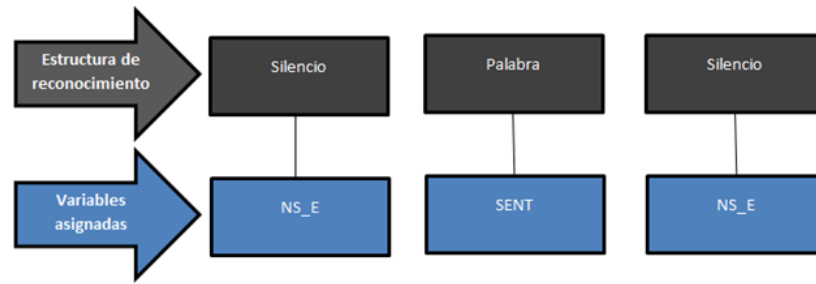 Estructura de
reconocimiento
Silencio
Palabra
Silencio
Variables
asignadas
NS_E
SENT
NS_E